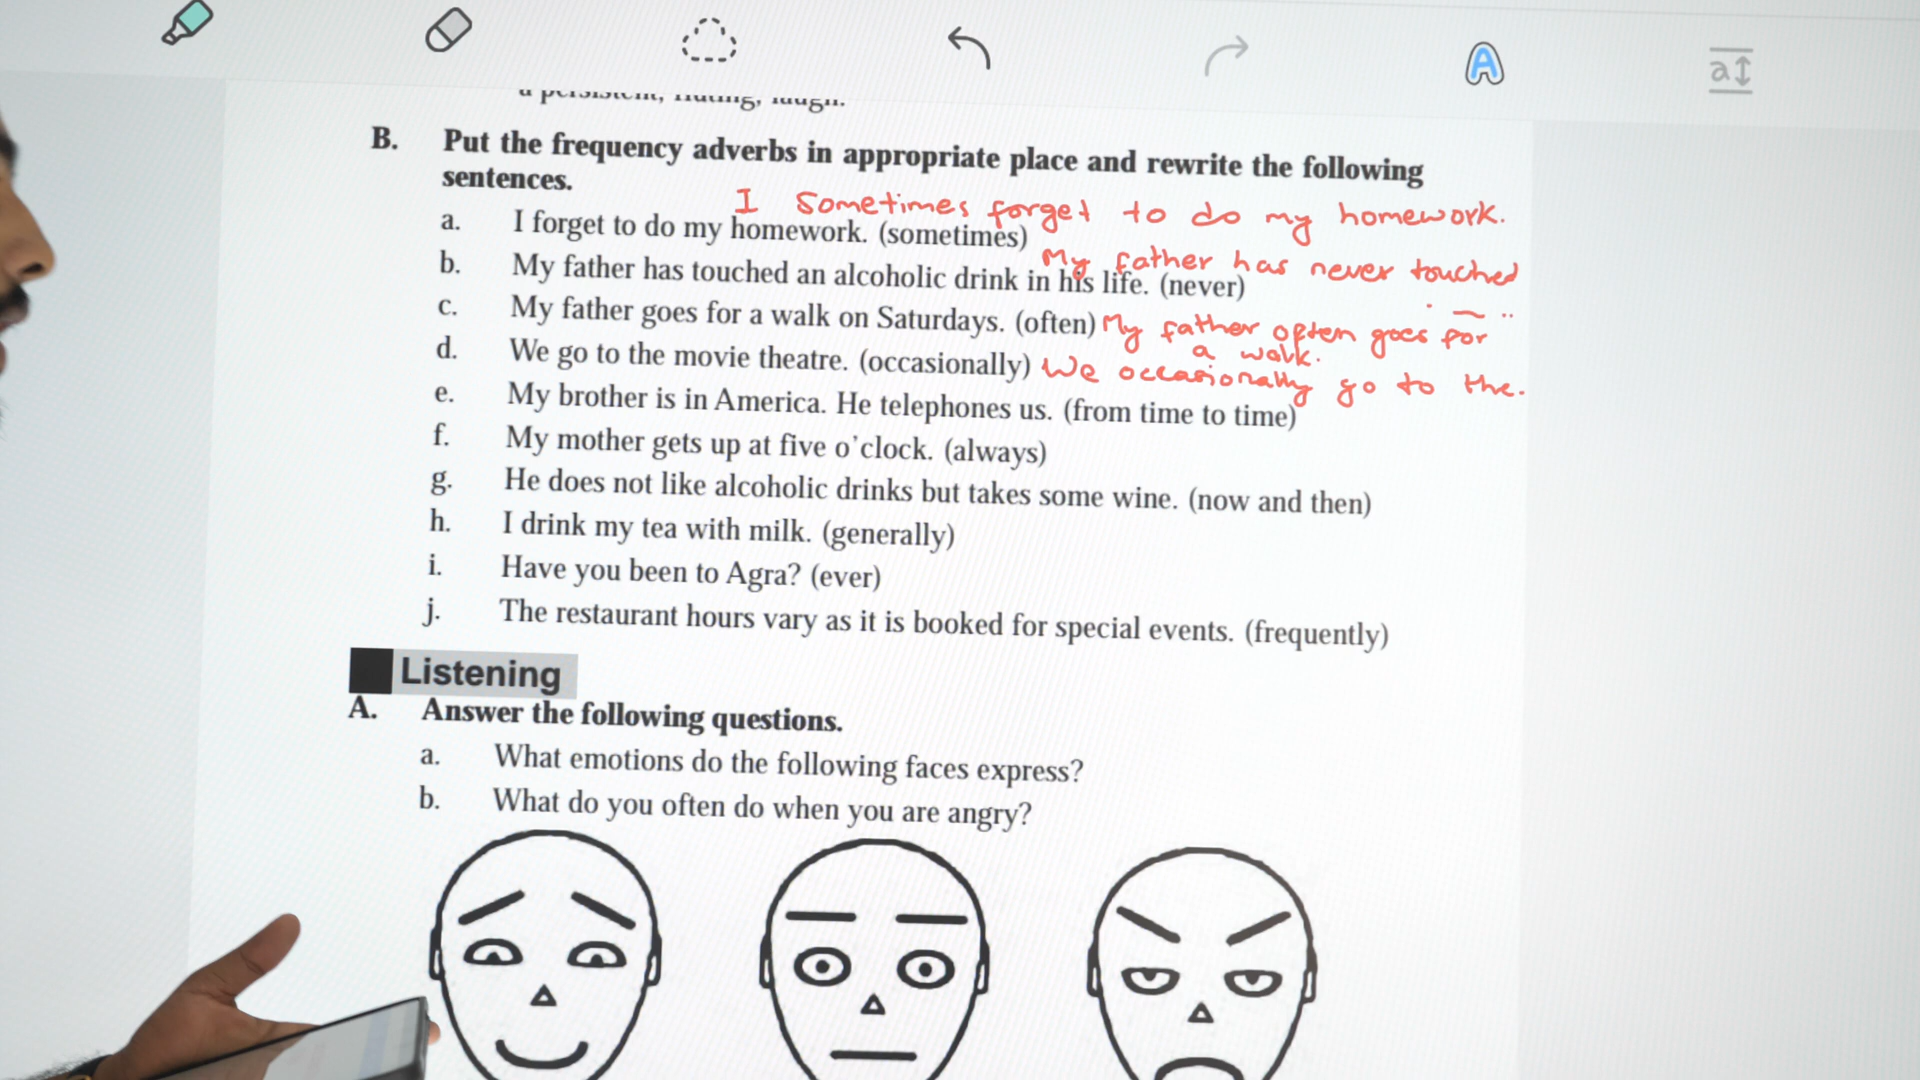 B. Put the frequency adverbs in appropriate place and rewrite the following
sentences.
I Sometimes forget to do my homework.
a. I forget to do my homework. (sometimes)
My father has never touched
b. My father has touched an alcoholic drink in his life. (never)
c. My father goes for a walk on Saturdays. (often) My father often goes for
a walk.
d. We go to the movie theatre. (occasionally) We occasionally go to the.
e. My brother is in America. He telephones us. (from time to time)
f. My mother gets up at five o'clock. (always)
g. He does not like alcoholic drinks but takes some wine. (now and then)
h. I drink my tea with milk. (generally)
i. Have you been to Agra? (ever)
j. The restaurant hours vary as it is booked for special events. (frequently)
Listening
A. Answer the following questions.
a. What emotions do the following faces express?
b. What do you often do when you are angry?